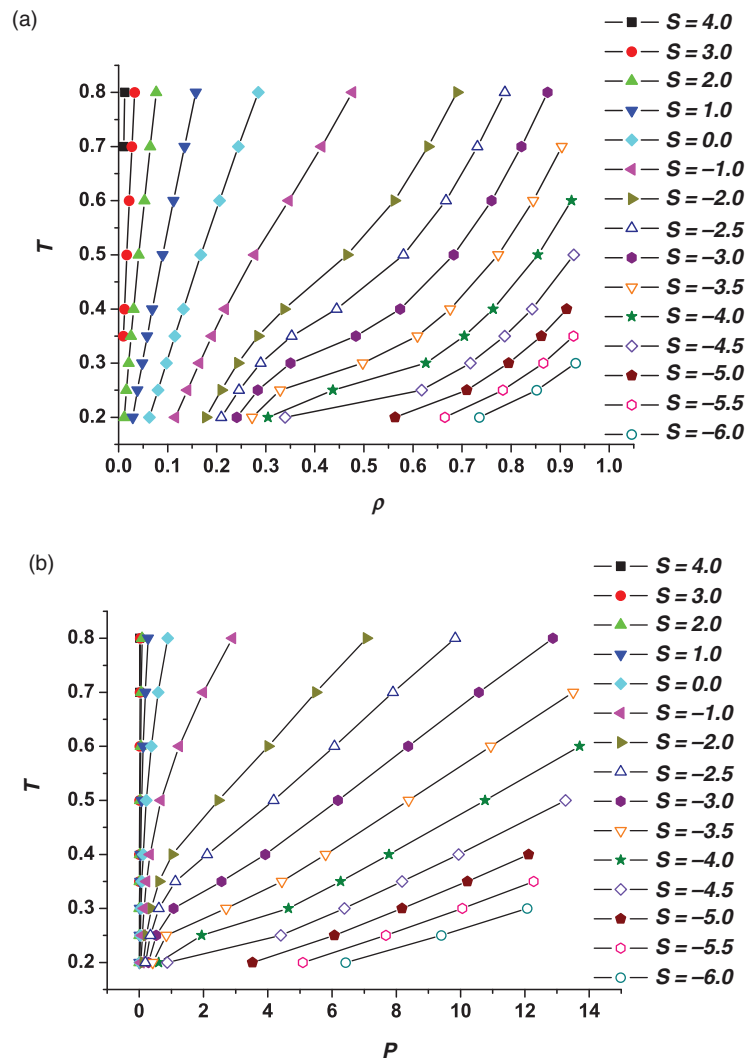 (a)
S = 4.0
S = 3.0
S = 2.0
S = 1.0
S = 0.0
S = –1.0
S = –2.0
S = –2.5
S = –3.0
S = –3.5
S = –4.0
S = –4.5
S = –5.0
S = –5.5
S = –6.0
T
0.8
0.7
0.6
0.5
0.4
0.3
0.2
0.0 0.1 0.2 0.3 0.4 0.5 0.6 0.7 0.8 0.9 1.0
ρ
(b)
S = 4.0
S = 3.0
S = 2.0
S = 1.0
S = 0.0
S = –1.0
S = –2.0
S = –2.5
S = –3.0
S = –3.5
S = –4.0
S = –4.5
S = –5.0
S = –5.5
S = –6.0
T
0.8
0.7
0.6
0.5
0.4
0.3
0.2
0 2 4 6 8 10 12 14
P